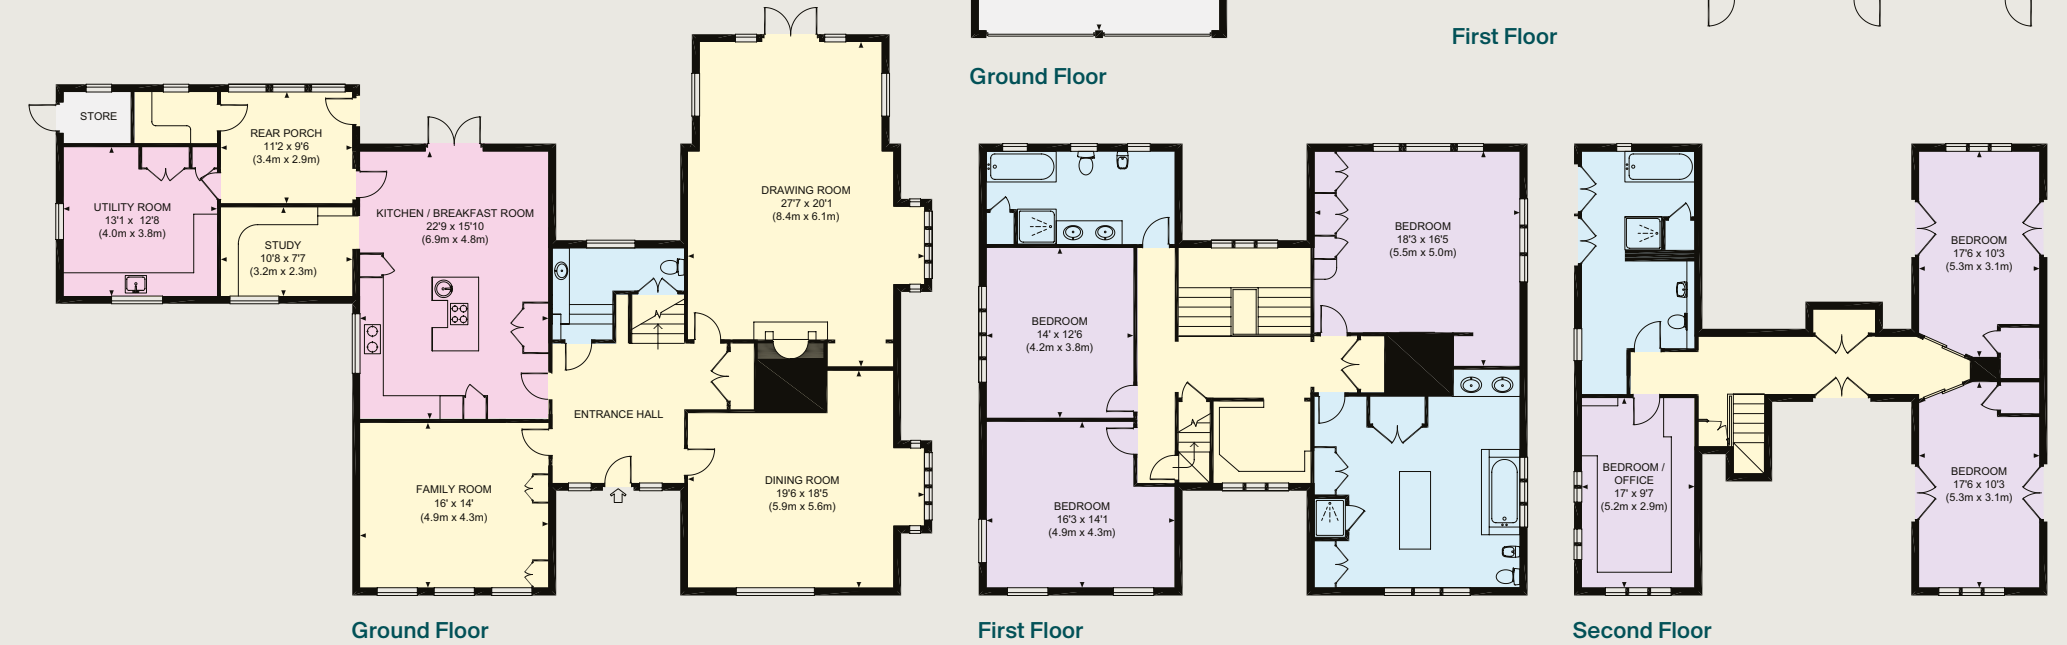 First Floor
Ground Floor
STORE
REAR PORCH
11'2 x 9'6
(3.4m x 2.9m)
UTILITY ROOM
13'1 x 12'8
(4.0m x 3.8m)
STUDY
10'8 x 7'7
(3.2m x 2.3m)
KITCHEN / BREAKFAST ROOM
22'9 x 15'10
(6.9m x 4.8m)
DRAWING ROOM
27'7 x 20'1
(8.4m x 6.1m)
ENTRANCE HALL
FAMILY ROOM
16' x 14'
(4.9m x 4.3m)
DINING ROOM
19'6 x 18'5
(5.9m x 5.6m)
Ground Floor
BEDROOM
18'3 x 16'5
(5.5m x 5.0m)
BEDROOM
14' x 12'6
(4.2m x 3.8m)
BEDROOM
16'3 x 14'1
(4.9m x 4.3m)
First Floor
BEDROOM
17'6 x 10'3
(5.3m x 3.1m)
BEDROOM /
OFFICE
17' x 9'7
(5.2m x 2.9m)
BEDROOM
17'6 x 10'3
(5.3m x 3.1m)
Second Floor